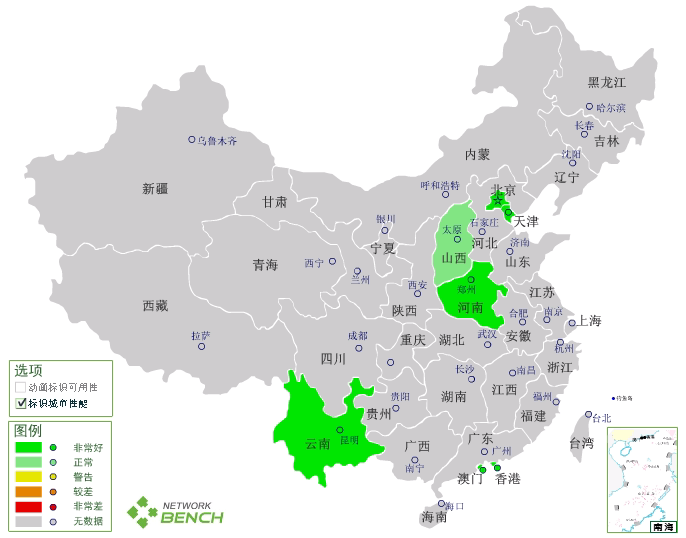 黑龙江
哈尔滨
长春
吉林
乌鲁木齐
内蒙
沈阳
辽宁
新疆
呼和浩特
北京
甘肃
银川
太原
石家庄
天津
宁夏
河北
济南
青海
西宁
兰州
山西
山东
西安
郑州
江苏
西藏
陕西
河南
合肥
南京
上海
拉萨
成都
重庆
湖北
武汉
安徽
杭州
四川
浙江
长沙
南昌
选项
动画标识可用性
标识城市性能
贵阳
湖南
江西
福州
钓鱼岛
贵州
福建
台北
图例
云南
昆明
广西
广东
广州
台湾
非常好
正常
南宁
澳门
香港
警告
较差
非常差
无数据
NETWORK
BENCH
海口
海南
南海